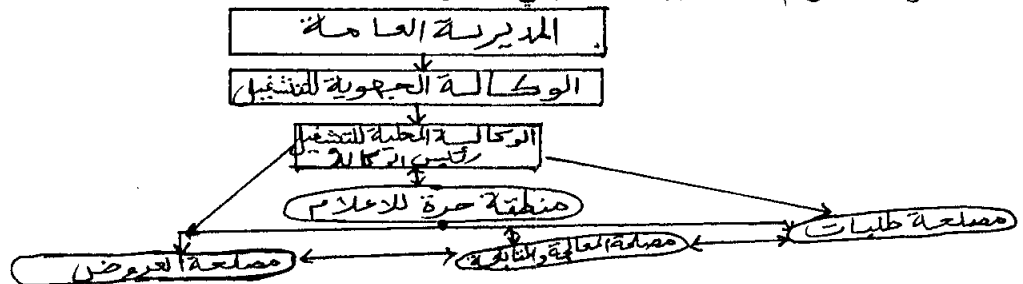 المديرية العامة
الوكالة الجهوية للتشغيل
الوكالة المحلية للتشغيل
رئيس الوكالة
منطقة حرة للاعلام
مصلحة طلبات
مصلحة المعالجة
مصلحة العروض